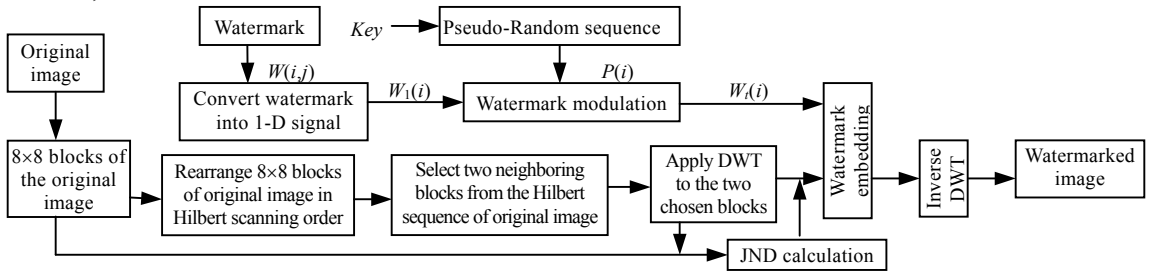 Watermark
Key
Pseudo-Random sequence
Original
image
W(i,j)
P(i)
Convert watermark
into 1-D signal
W1(i)
Watermark modulation
Wt(i)
Watermark
embedding
8×8 blocks of
the original
image
Rearrange 8×8 blocks
of original image in
Hilbert scanning order
Select two neighboring
blocks from the Hilbert
sequence of original image
Apply DWT
to the two
chosen blocks
Inverse
DWT
Watermarked
image
JND calculation